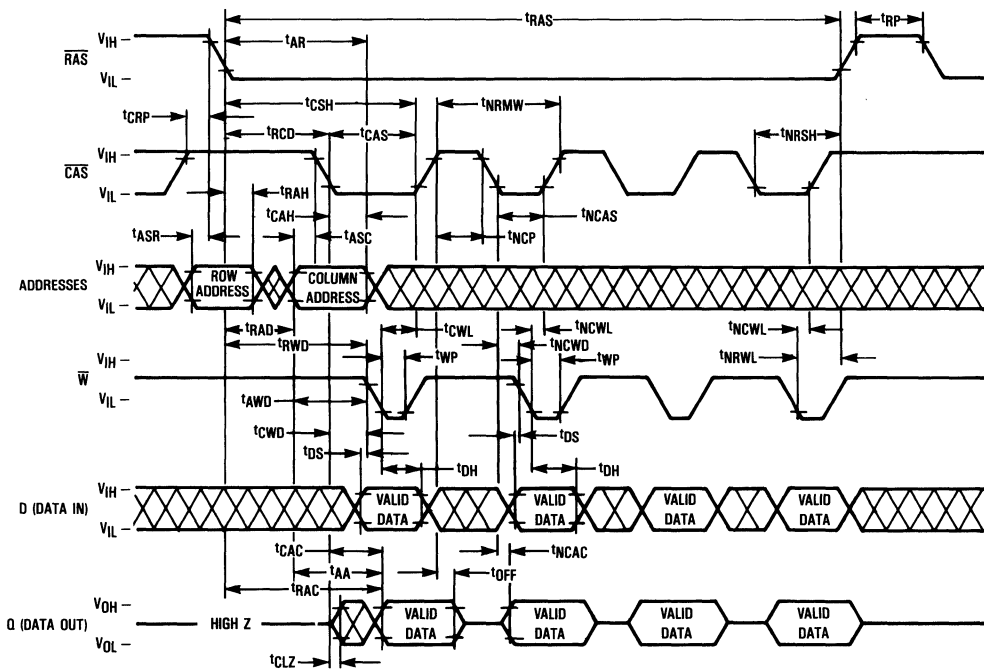 tRAS
tRP
VIH
tAR
RAS
VIL
tCSH
tNRMW
tCRP
tRCD
tCAS
tNRSH
VIH
CAS
VIL
tRAH
tCAH
tNCAS
tASR
tASC
tNCP
VIH
ADDRESSES
ROW ADDRESS
COLUMN ADDRESS
VIL
tRAD
tCWL
tNCWL
tNCWL
tRWD
tNCWD
VIH
tWP
tWP
tNRWL
W
VIL
tAWD
tCWD
tDS
tDS
tDH
tDH
VIH
D (DATA IN)
VALID DATA
VALID DATA
VALID DATA
VALID DATA
VIL
tCAC
tNCAC
tAA
tOFF
tRAC
VOH
Q (DATA OUT)
HIGH Z
VALID DATA
VALID DATA
VALID DATA
VALID DATA
VOL
tCLZ